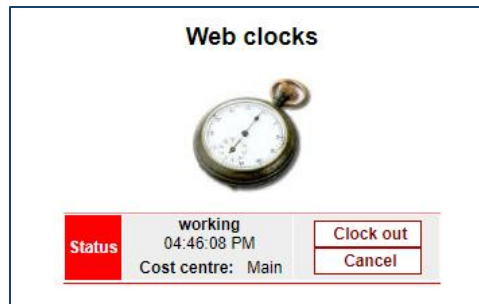 Web clocks
Status
working
04:46:08 PM
Cost centre: Main
Clock out
Cancel